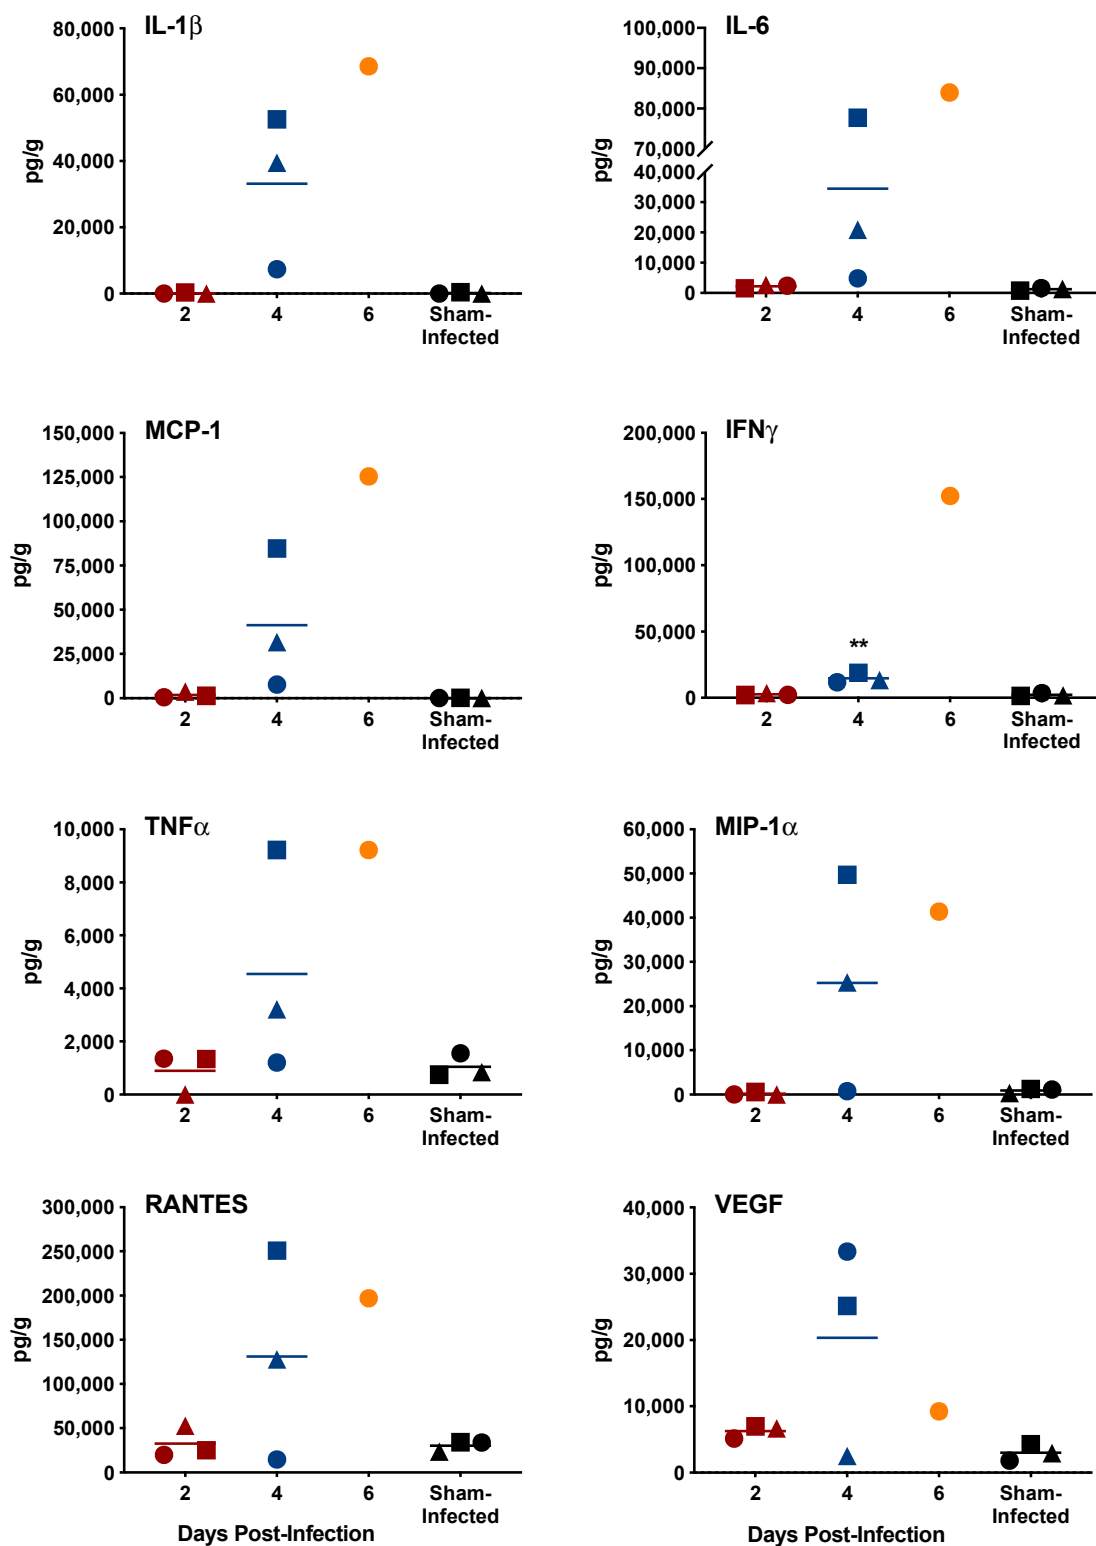 IL-1β
80,000
60,000
40,000
20,000
0
pg/g
2 4 6 Sham-
Infected
IL-6
100,000
90,000
80,000
70,000
40,000
30,000
20,000
10,000
0
pg/g
2 4 6 Sham-
Infected
MCP-1
150,000
125,000
100,000
75,000
50,000
25,000
0
pg/g
2 4 6 Sham-
Infected
IFNγ
200,000
150,000
100,000
50,000
0
pg/g
**
2 4 6 Sham-
Infected
TNFα
10,000
8,000
6,000
4,000
2,000
0
pg/g
2 4 6 Sham-
Infected
MIP-1α
60,000
50,000
40,000
30,000
20,000
10,000
0
pg/g
2 4 6 Sham-
Infected
RANTES
300,000
250,000
200,000
150,000
100,000
50,000
0
pg/g
2 4 6 Sham-
Infected
Days Post-Infection
VEGF
40,000
30,000
20,000
10,000
0
pg/g
2 4 6 Sham-
Infected
Days Post-Infection